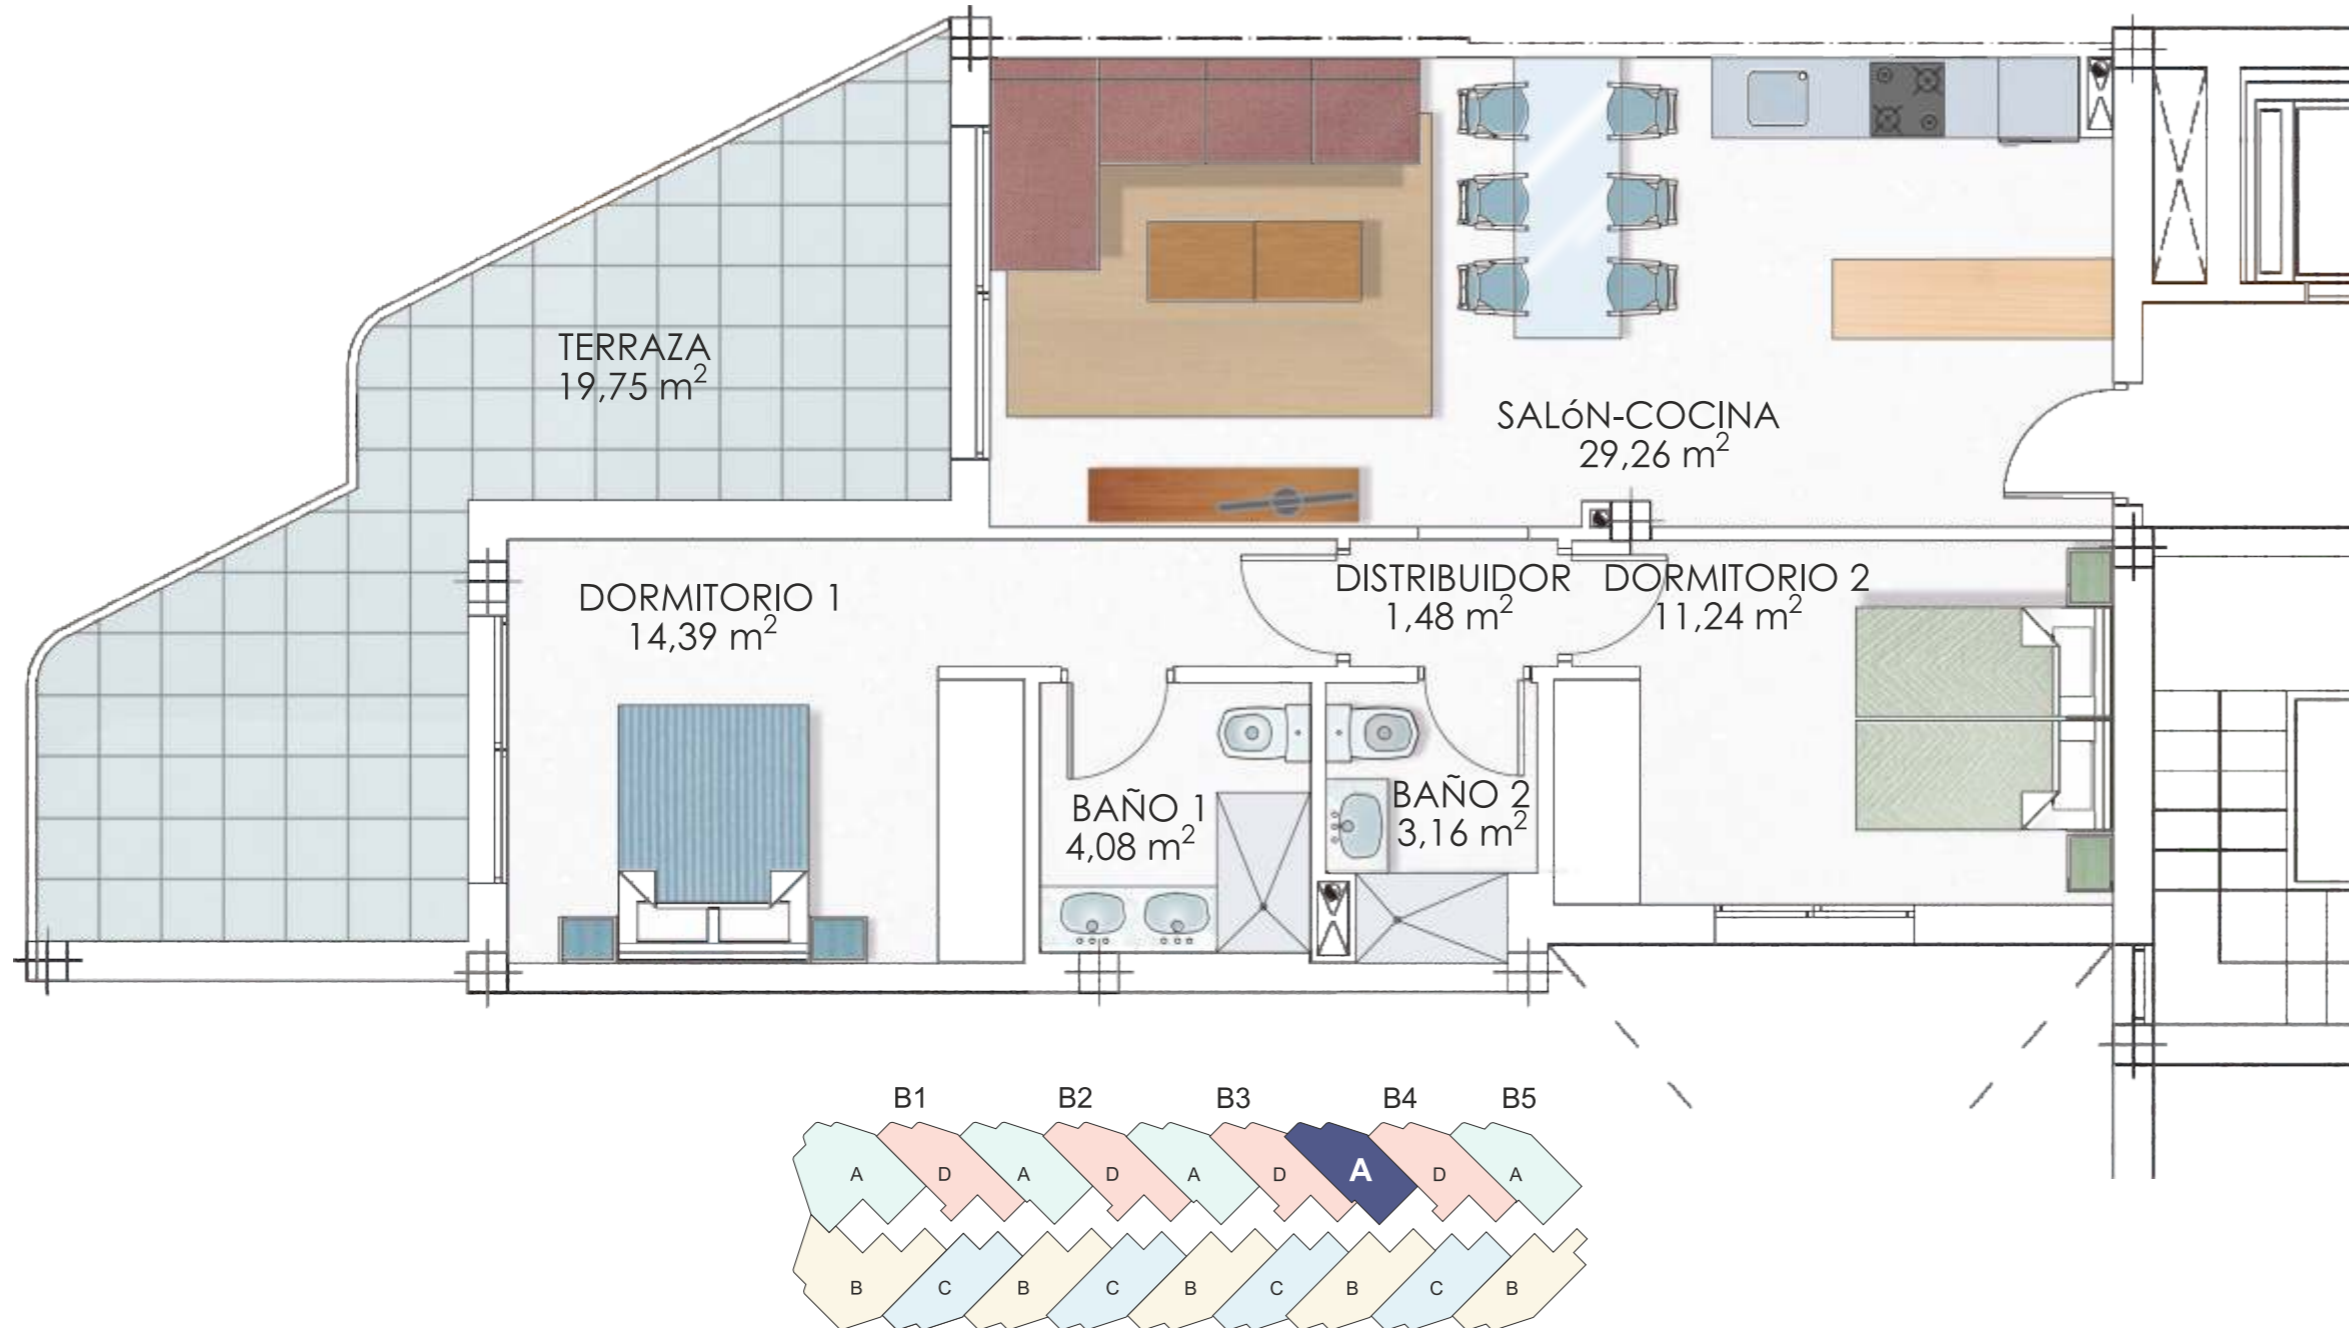 TERRAZA
19,75 m²
SALóN-COCINA
29,26 m²
DORMITORIO 1
14,39 m²
DISTRIBUIDOR
1,48 m²
DORMITORIO 2
11,24 m²
BAÑO 1
4,08 m²
BAÑO 2
3,16 m²
B1 B2 B3 B4 B5
A D A D A D A D A
B C B C B C B C B